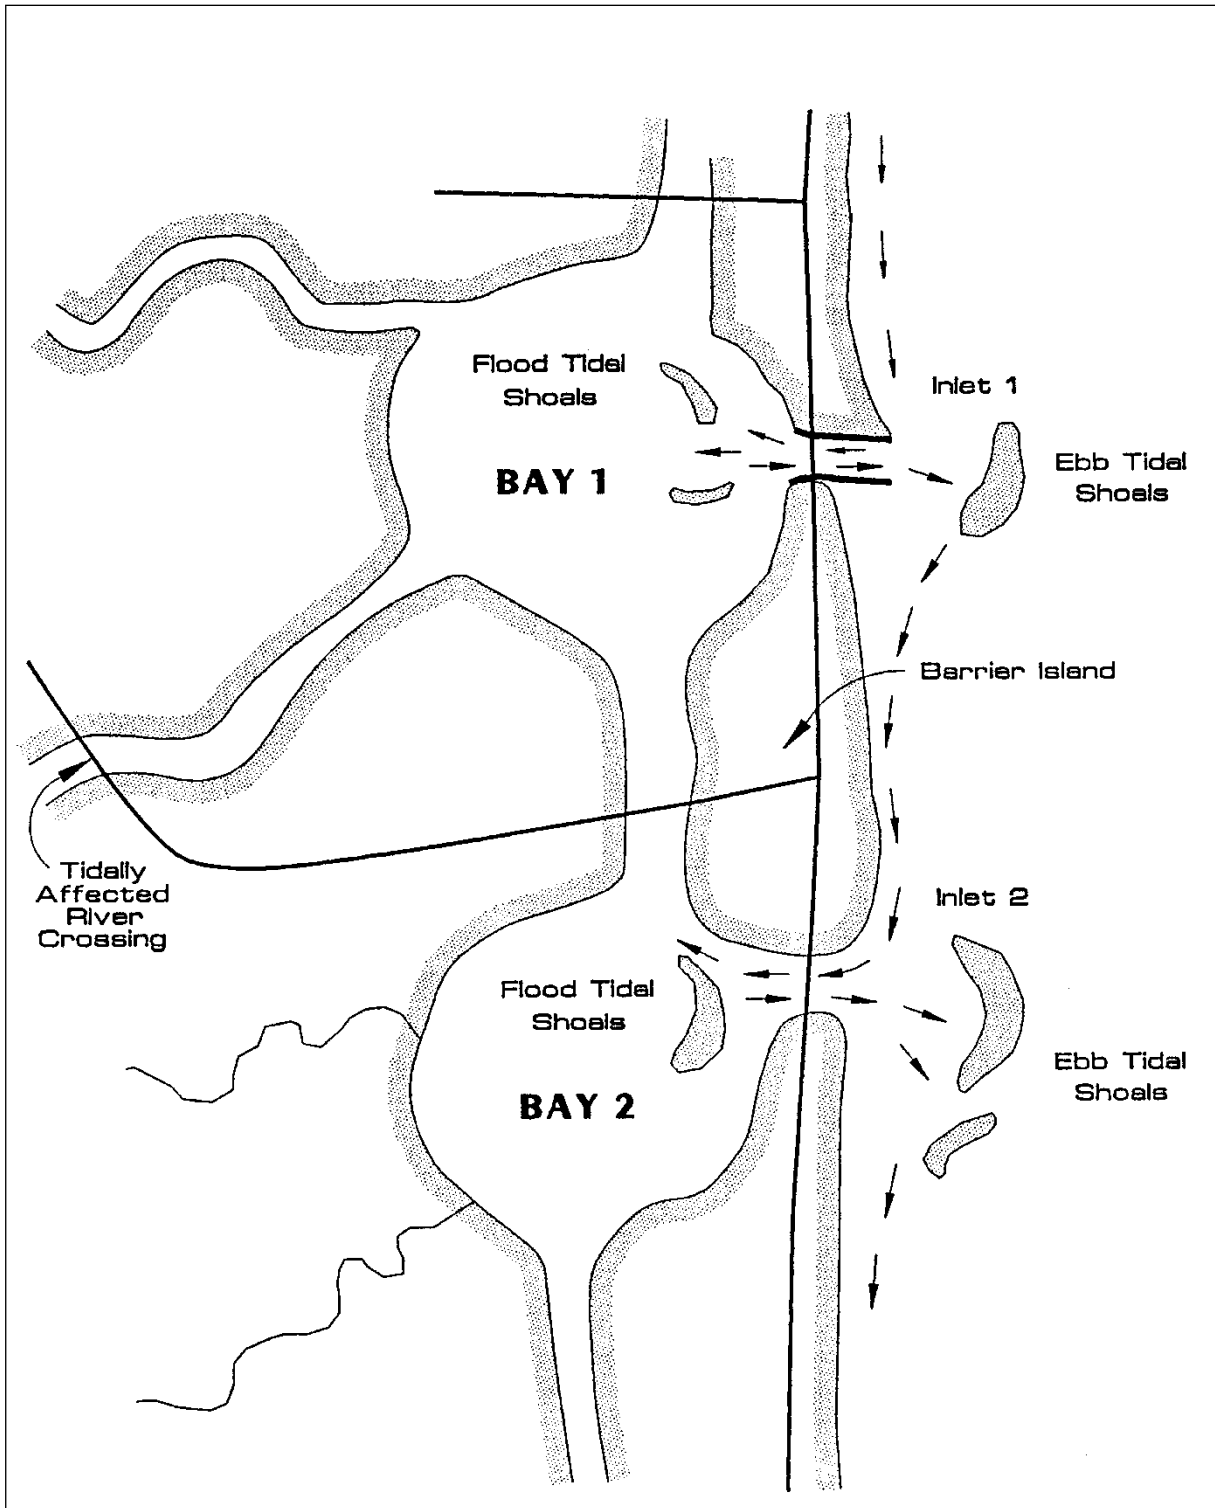 Flood Tidal
Shoals
Inlet 1
BAY 1
Ebb Tidal
Shoals
Barrier Island
Tidally
Affected
River
Crossing
Inlet 2
Flood Tidal
Shoals
BAY 2
Ebb Tidal
Shoals